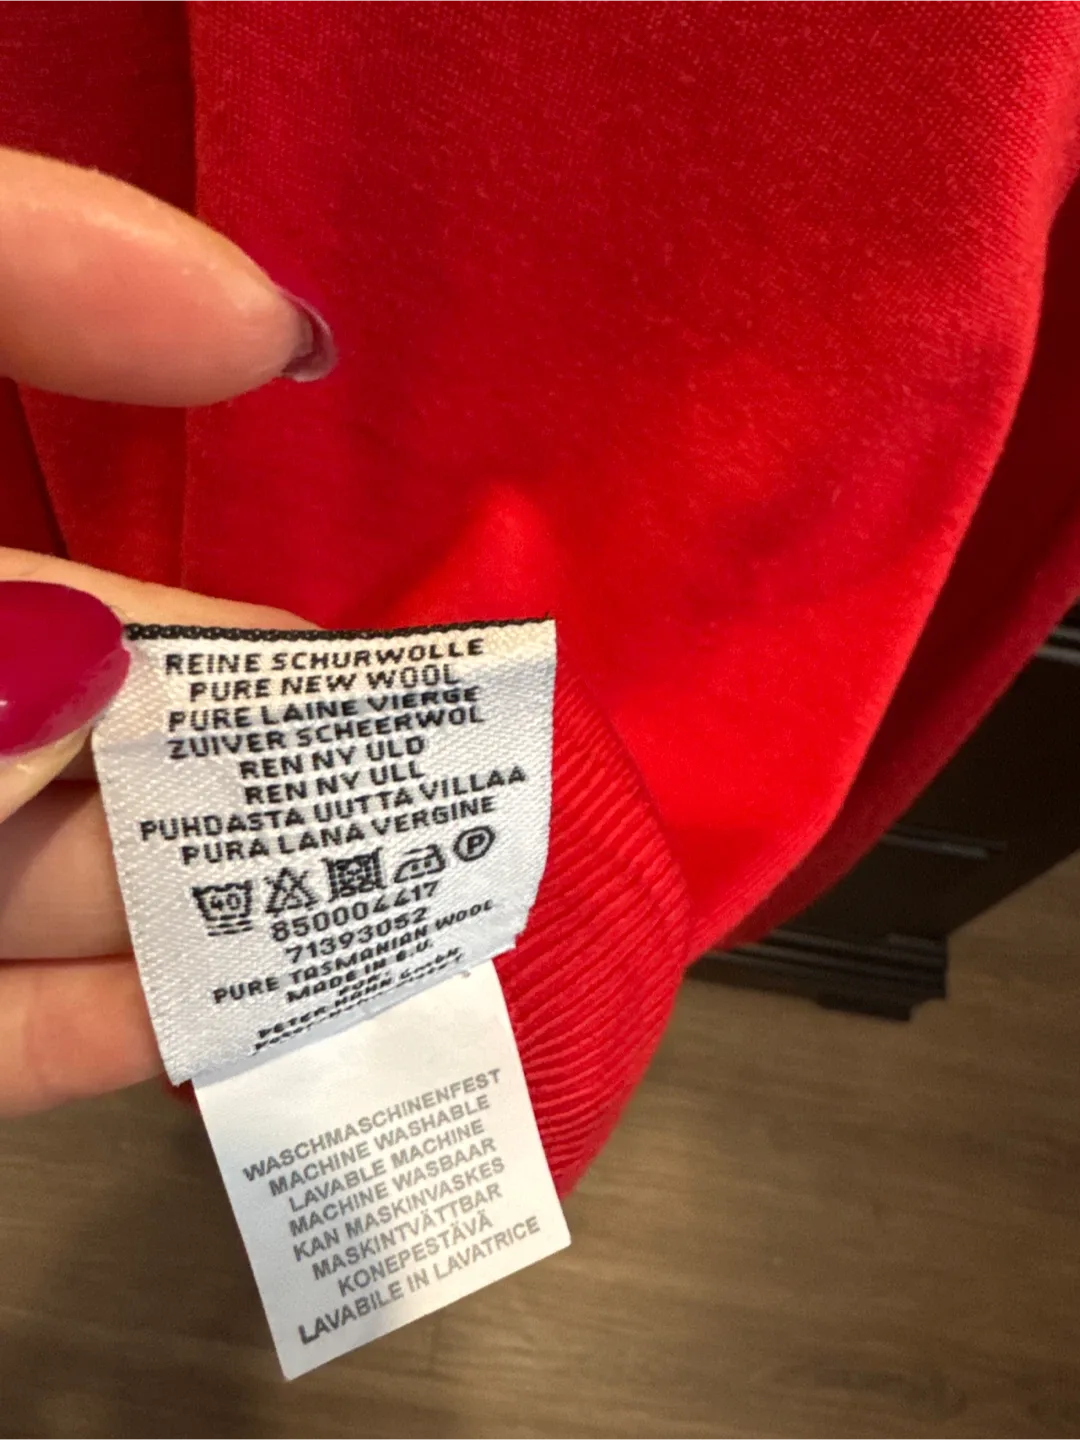 REINE SCHURWOLLE
PURE NEW WOOL
PURE LAINE VIERGE
ZUIVER SCHEERWOL
REN NY ULD
REN NY ULL
PUHDASTA UUTTA VILLAA
PURA LANA VERGINE
40 P
850004417
71393052
PURE TASMANIAN WOOL
MADE IN E.U.
PETER HAHN
WASCHMASCHINENFEST
MACHINE WASHABLE
LAVABLE MACHINE
MACHINE WASBAAR
KAN MASKINVASKES
MASKINTVÄTTBAR
KONEPESTÄVÄ
LAVABILE IN LAVATRICE